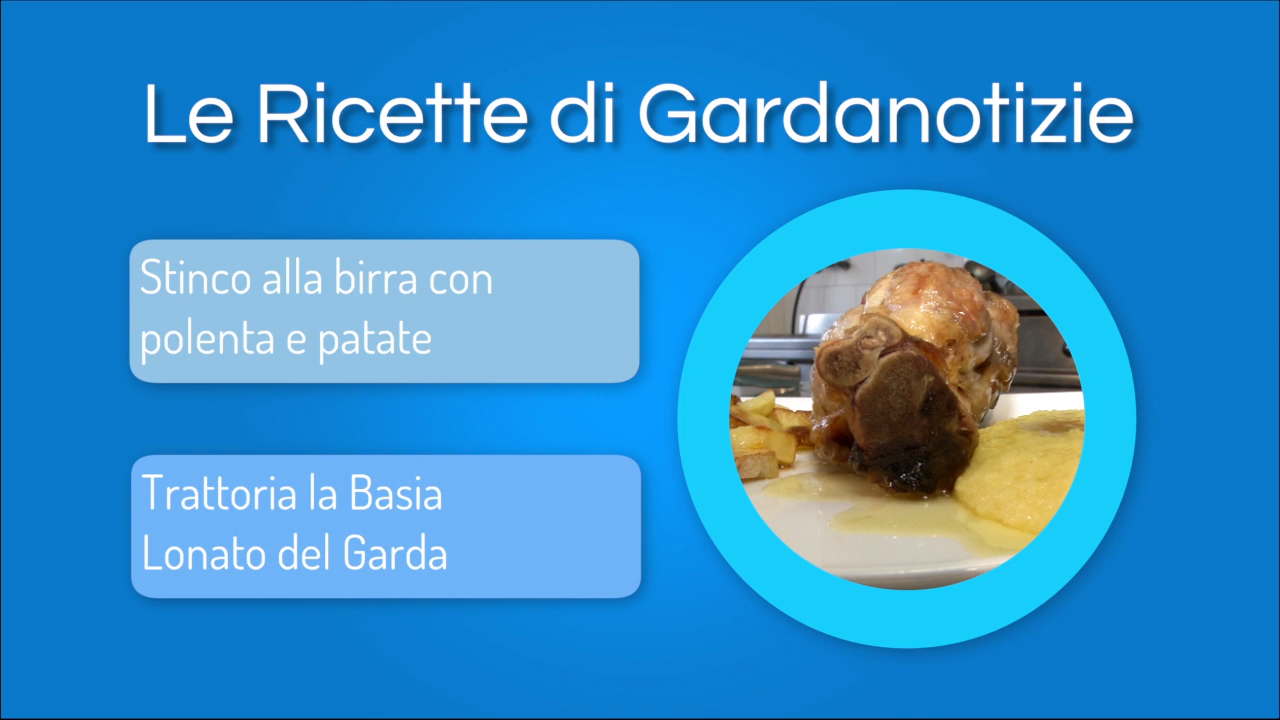 Le Ricette di Gardanotizie
Stinco alla birra con
polenta e patate
Trattoria la Basia
Lonato del Garda